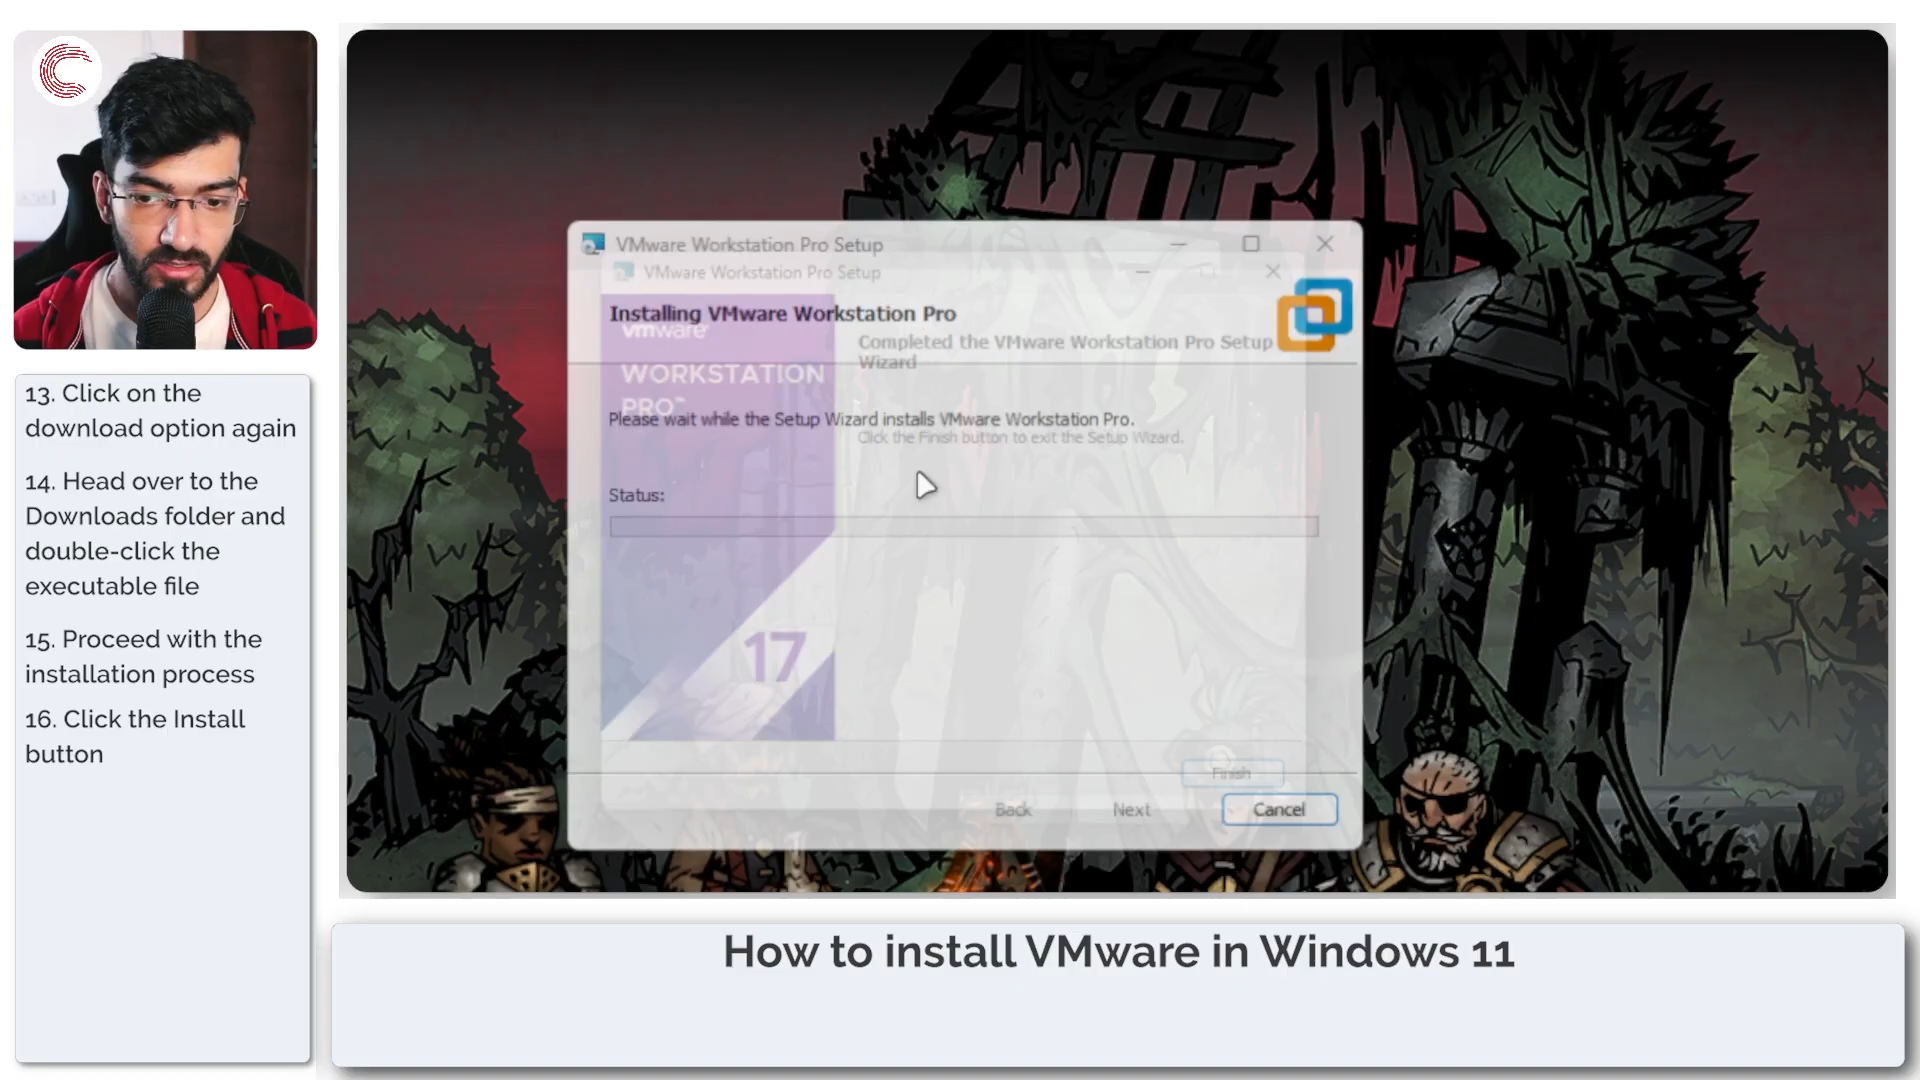 13. Click on the
download option again
14. Head over to the
Downloads folder and
double-click the
executable file
15. Proceed with the
installation process
16. Click the Install
button
VMware Workstation Pro Setup
VMware Workstation Pro Setup
Installing VMware Workstation Pro
vmware
Completed the VMware Workstation Pro Setup
Wizard
WORKSTATION
PRO™
Please wait while the Setup Wizard installs VMware Workstation Pro.
Click the Finish button to exit the Setup Wizard.
Status:
17
Finish
Back
Next
Cancel
How to install VMware in Windows 11